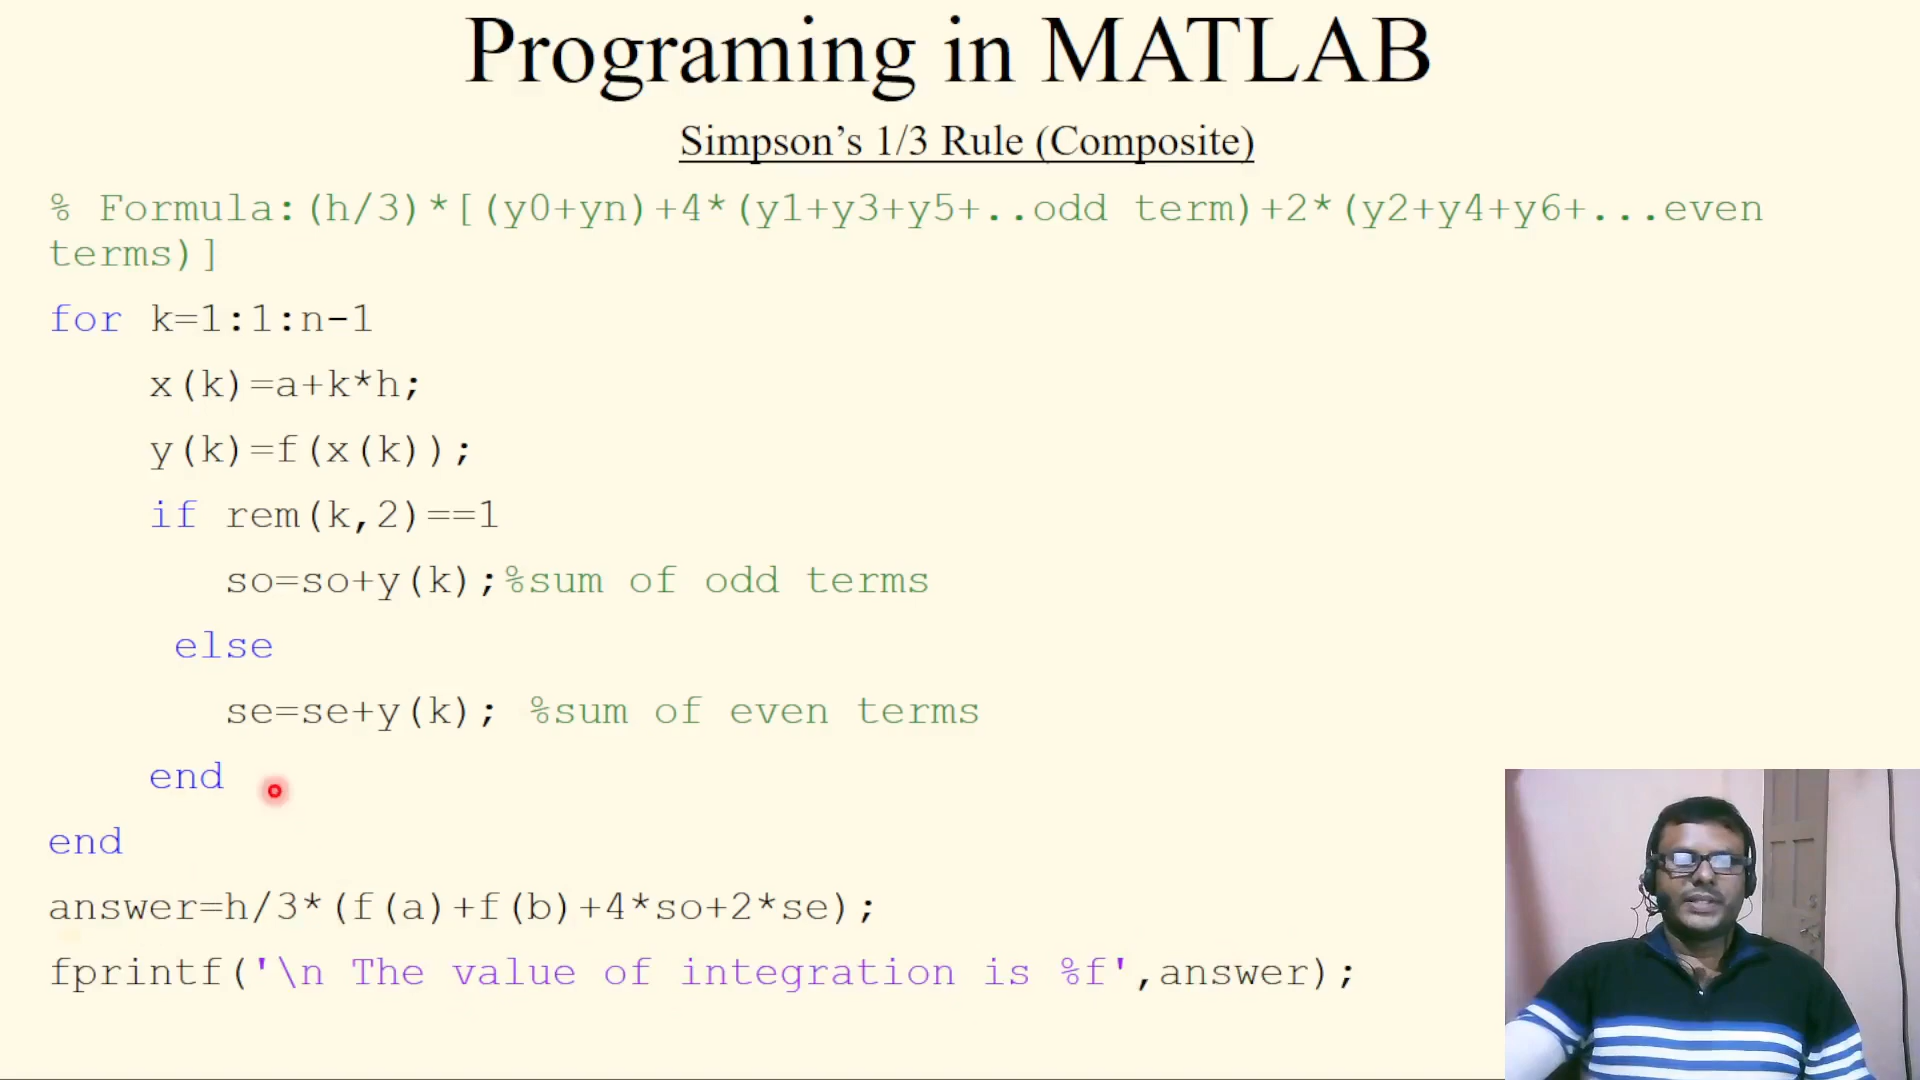 Programing in MATLAB
Simpson’s 1/3 Rule (Composite)
% Formula:(h/3)*[(y0+yn)+4*(y1+y3+y5+..odd term)+2*(y2+y4+y6+...even
terms)]
for k=1:1:n-1
x(k)=a+k*h;
y(k)=f(x(k));
if rem(k,2)==1
so=so+y(k);%sum of odd terms
else
se=se+y(k); %sum of even terms
end
end
answer=h/3*(f(a)+f(b)+4*so+2*se);
fprintf('\n The value of integration is %f',answer);